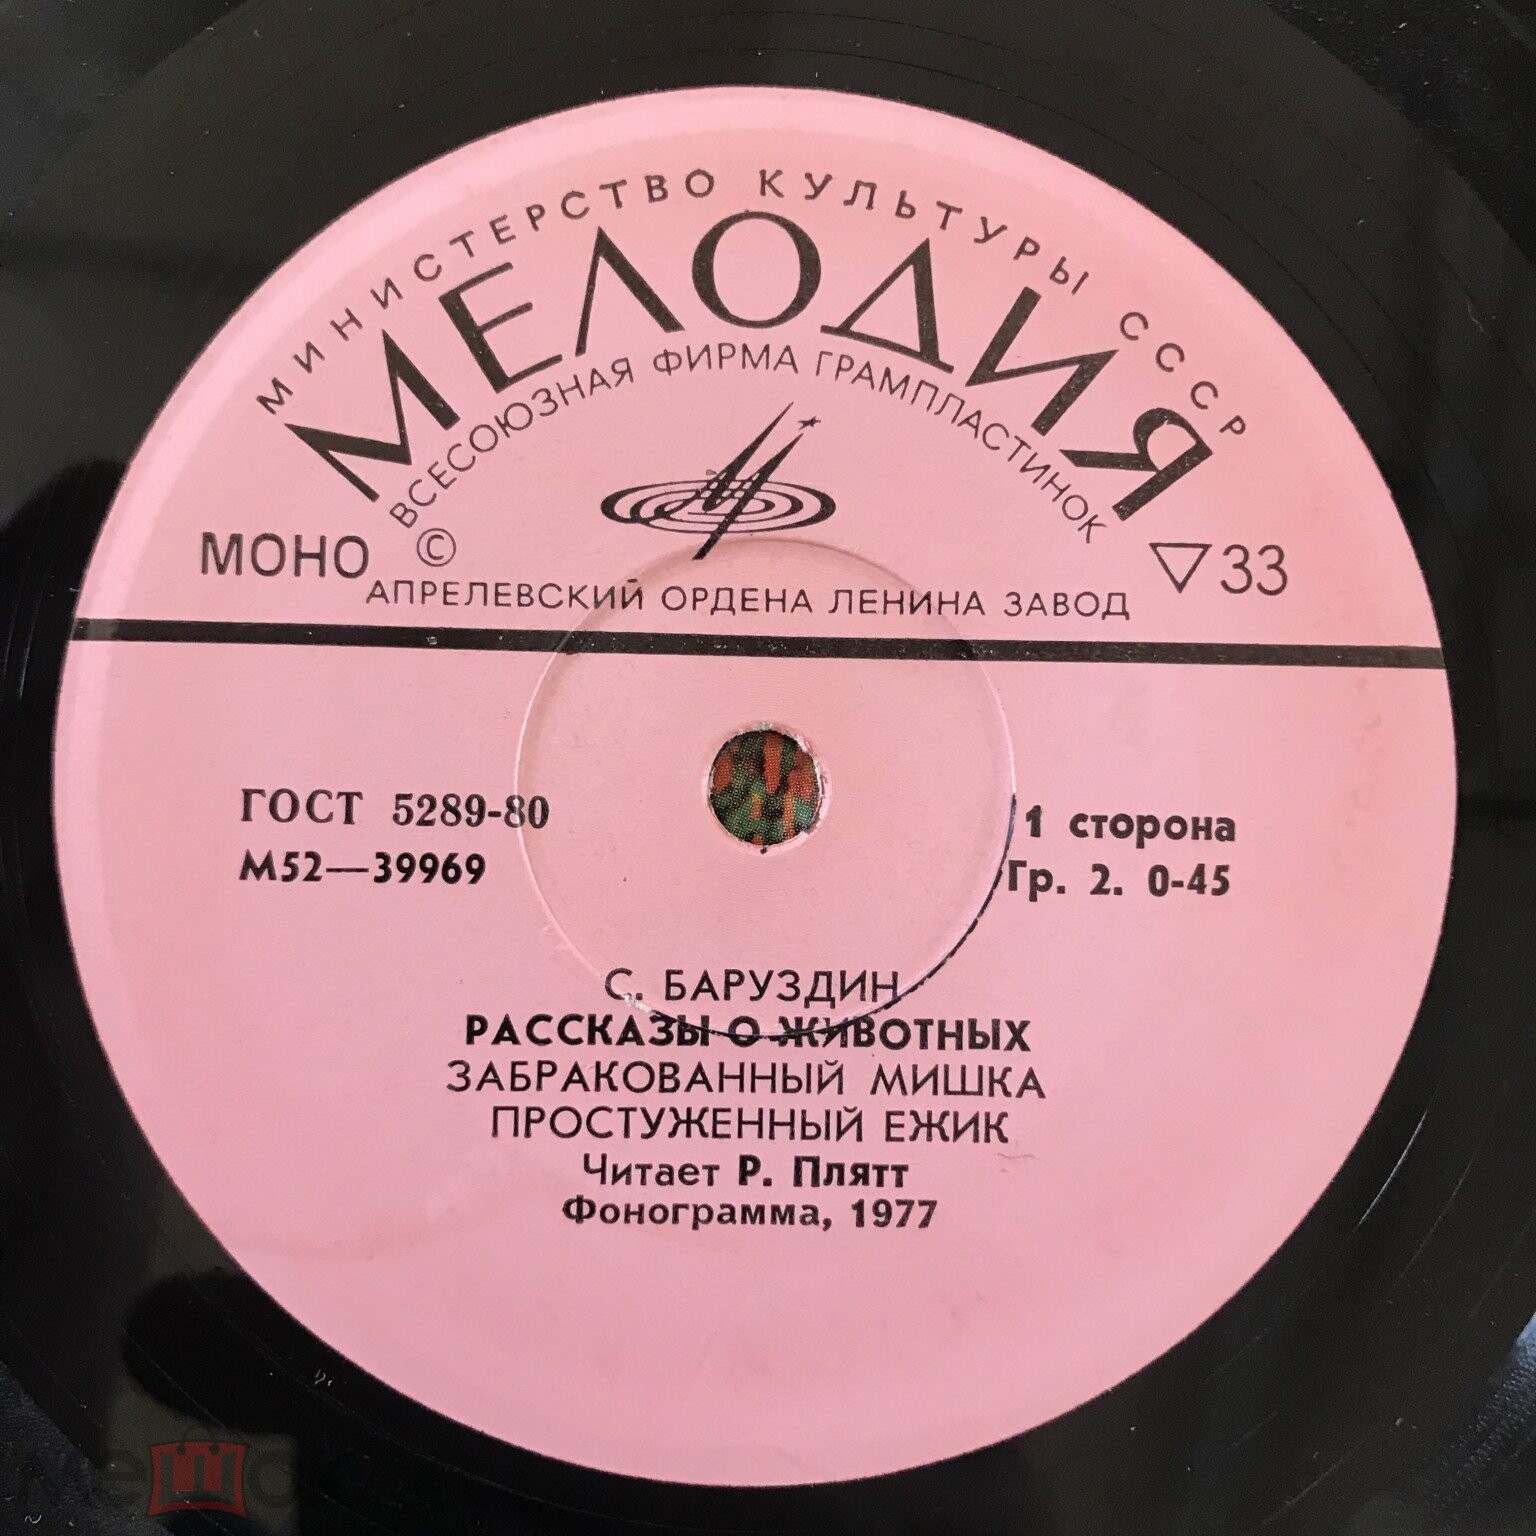 МИНИСТЕРСТВО КУЛЬТУРЫ СССР
МЕЛОДИЯ
ВСЕСОЮЗНАЯ ФИРМА ГРАМПЛАСТИНОК
МОНО © ▽33
АПРЕЛЕВСКИЙ ОРДЕНА ЛЕНИНА ЗАВОД
ГОСТ 5289-80
М52—39969
1 сторона
Гр. 2. 0-45
С. БАРУЗДИН
РАССКАЗЫ О ЖИВОТНЫХ
ЗАБРАКОВАННЫЙ МИШКА
ПРОСТУЖЕННЫЙ ЕЖИК
Читает Р. Плятт
Фонограмма, 1977